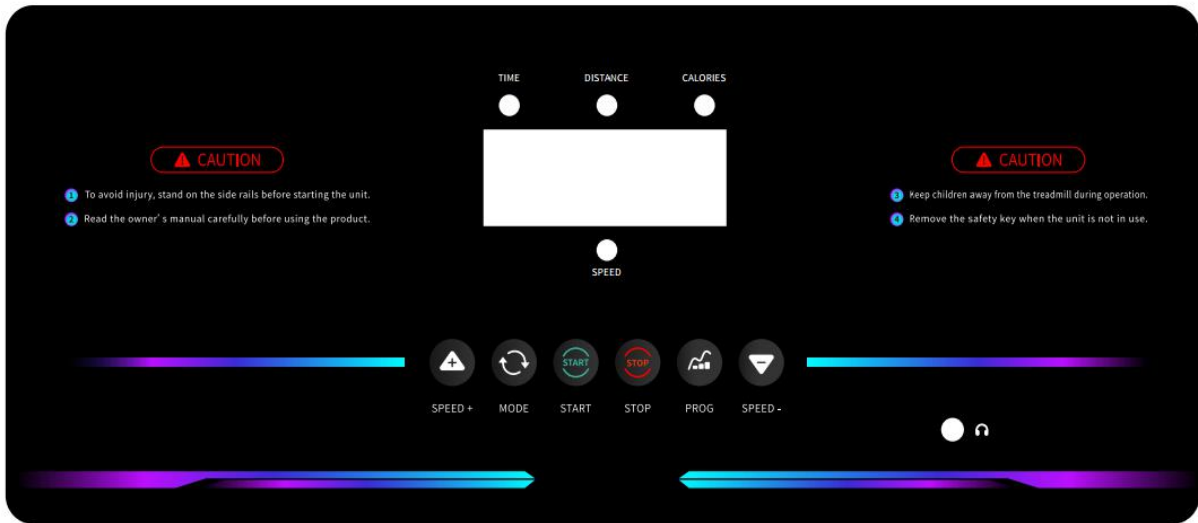 TIME DISTANCE CALORIES
CAUTION
1 To avoid injury, stand on the side rails before starting the unit.
2 Read the owner's manual carefully before using the product.
CAUTION
3 Keep children away from the treadmill during operation.
4 Remove the safety key when the unit is not in use.
SPEED
+ START STOP −
SPEED + MODE START STOP PROG SPEED -